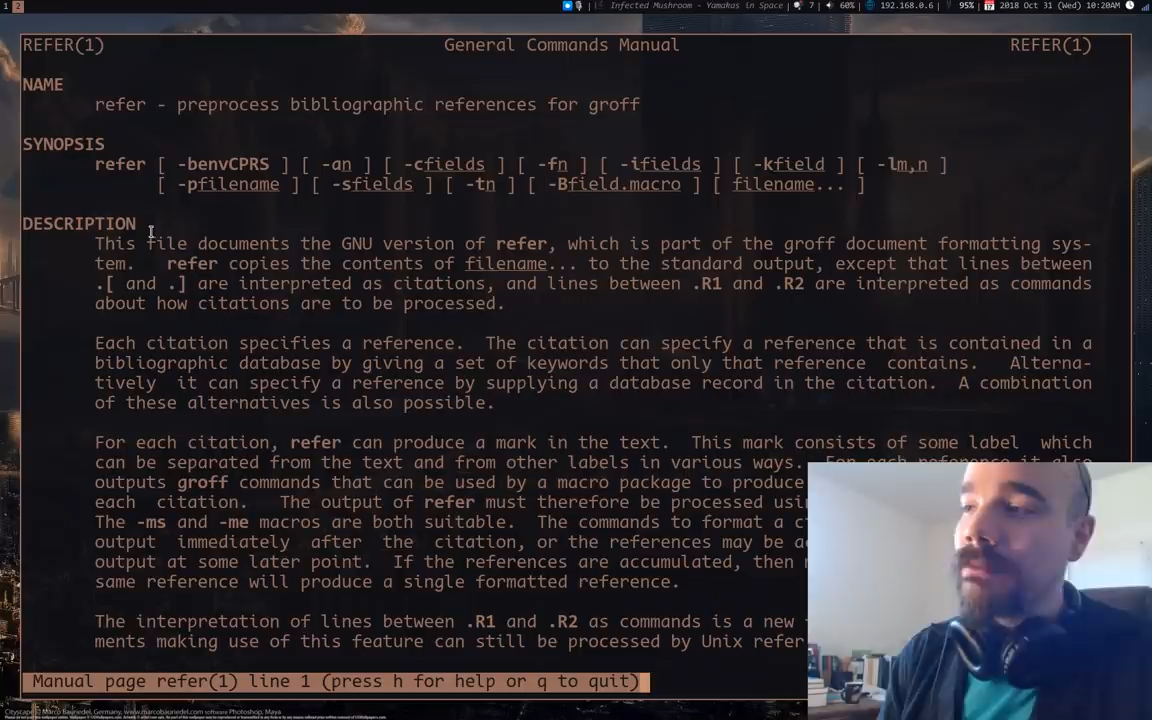 1 2 Infected Mushroom - Yamakas in Space 7 60% 192.168.0.6 95% 2018 Oct 31 (Wed) 10:20AM
REFER(1) General Commands Manual REFER(1)
NAME
refer - preprocess bibliographic references for groff
SYNOPSIS
refer [ -benvCPRS ] [ -an ] [ -cfields ] [ -fn ] [ -ifields ] [ -kfield ] [ -lm,n ]
[ -pfilename ] [ -sfields ] [ -tn ] [ -Bfield.macro ] [ filename... ]
DESCRIPTION
This file documents the GNU version of refer, which is part of the groff document formatting sys-
tem. refer copies the contents of filename... to the standard output, except that lines between
.[ and .] are interpreted as citations, and lines between .R1 and .R2 are interpreted as commands
about how citations are to be processed.
Each citation specifies a reference. The citation can specify a reference that is contained in a
bibliographic database by giving a set of keywords that only that reference contains. Alterna-
tively it can specify a reference by supplying a database record in the citation. A combination
of these alternatives is also possible.
For each citation, refer can produce a mark in the text. This mark consists of some label which
can be separated from the text and from other labels in various ways. For each reference it also
outputs groff commands that can be used by a macro package to produce
each citation. The output of refer must therefore be processed usi
The -ms and -me macros are both suitable. The commands to format a c
output immediately after the citation, or the references may be a
output at some later point. If the references are accumulated, then
same reference will produce a single formatted reference.
The interpretation of lines between .R1 and .R2 as commands is a new
ments making use of this feature can still be processed by Unix refer
Manual page refer(1) line 1 (press h for help or q to quit)